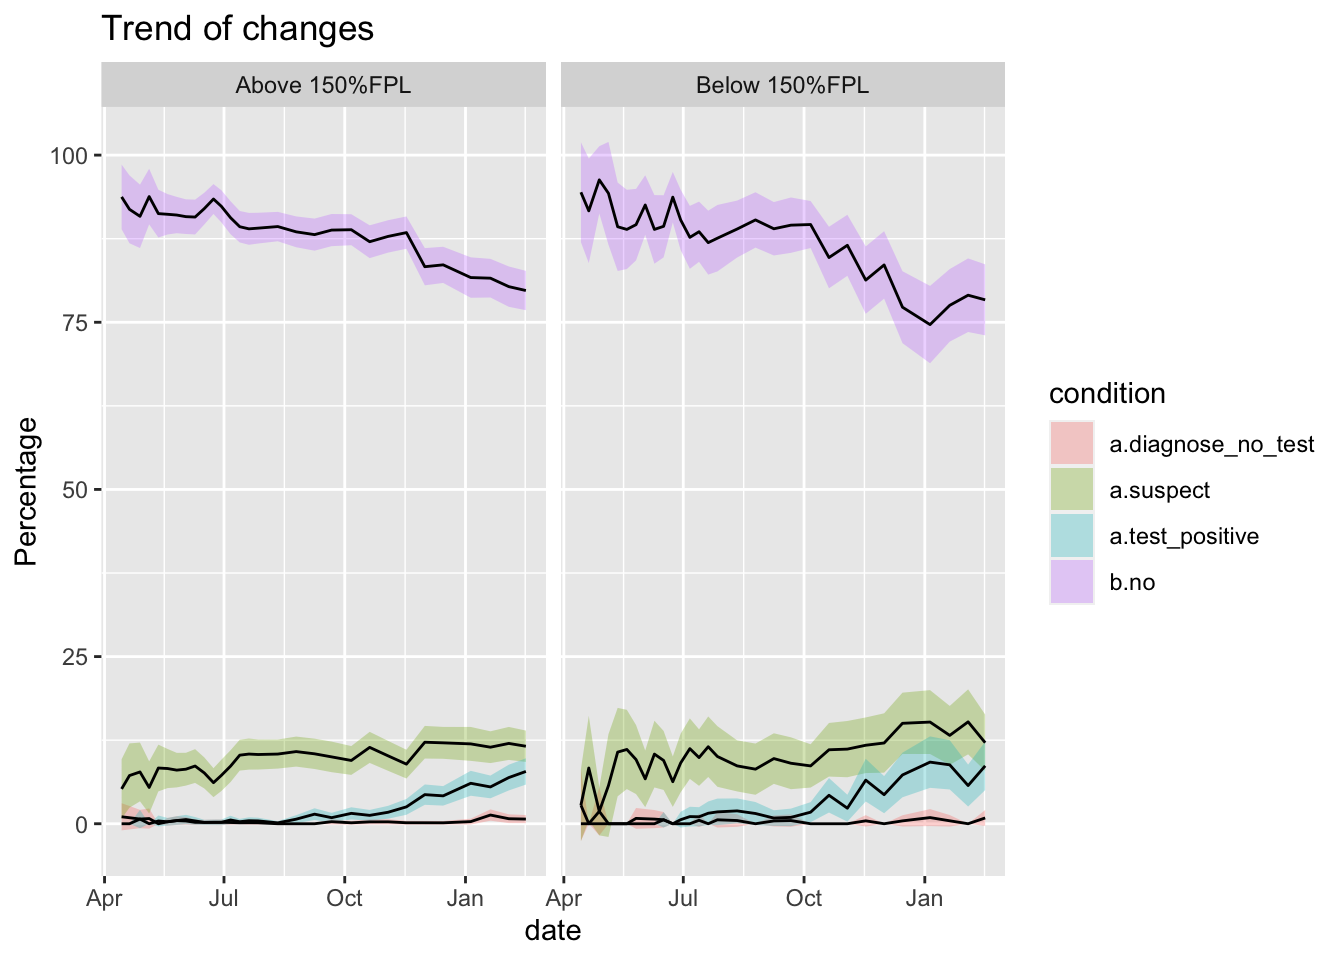 Trend of changes
Above 150%FPL
Below 150%FPL
100
75
50
25
0
Percentage
Apr
Jul
Oct
Jan
Apr
Jul
Oct
Jan
date
condition
a.diagnose_no_test
a.suspect
a.test_positive
b.no